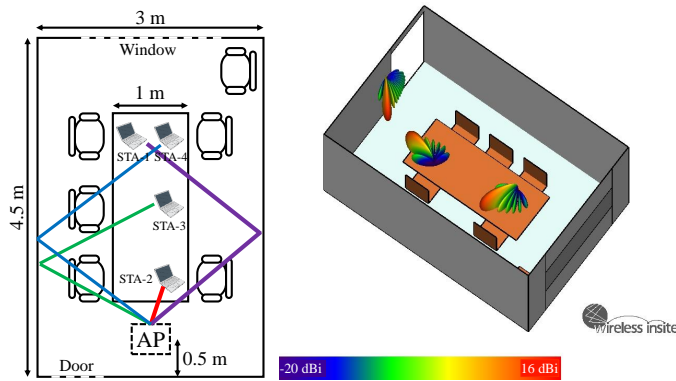 3 m
Window
1 m
STA-1
STA-4
4.5 m
STA-3
STA-2
AP
0.5 m
Door
-20 dBi
16 dBi
Wireless insite